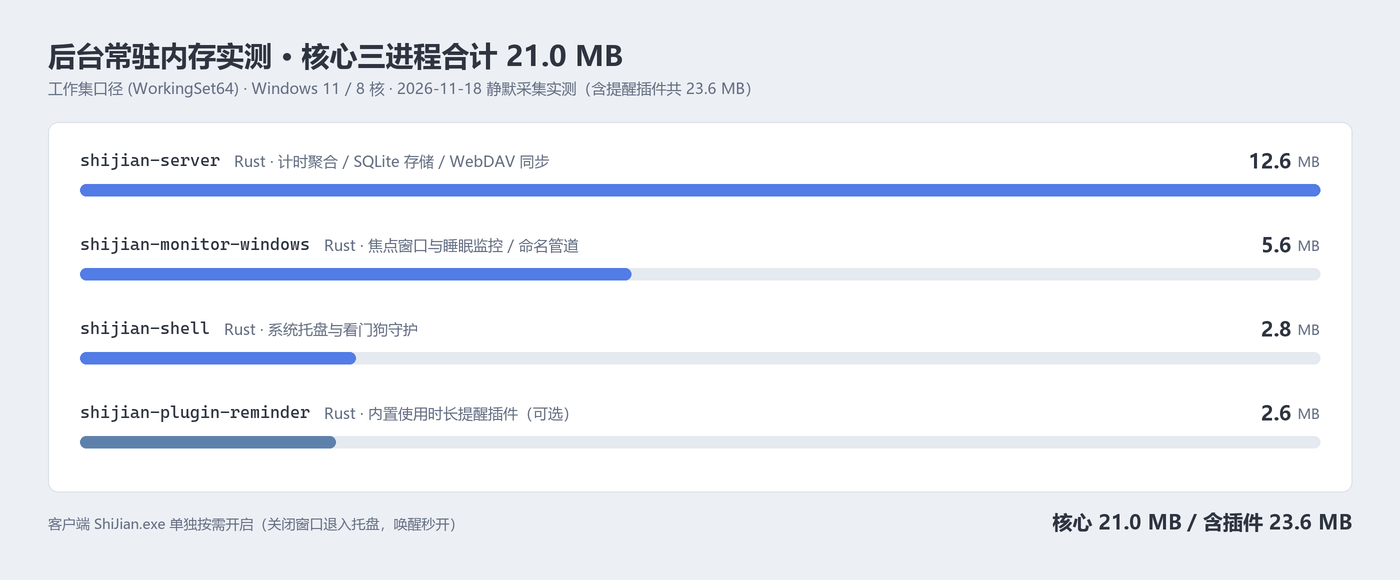 后台常驻内存实测 · 核心三进程合计 21.0 MB
工作集口径 (WorkingSet64) · Windows 11 / 8 核 · 2026-11-18 静默采集实测（含提醒插件共 23.6 MB）
shijian-server Rust · 计时聚合 / SQLite 存储 / WebDAV 同步 12.6 MB
shijian-monitor-windows Rust · 焦点窗口与睡眠监控 / 命名管道 5.6 MB
shijian-shell Rust · 系统托盘与看门狗守护 2.8 MB
shijian-plugin-reminder Rust · 内置使用时长提醒插件（可选） 2.6 MB
客户端 ShiJian.exe 单独按需开启（关闭窗口退入托盘，唤醒秒开） 核心 21.0 MB / 含插件 23.6 MB